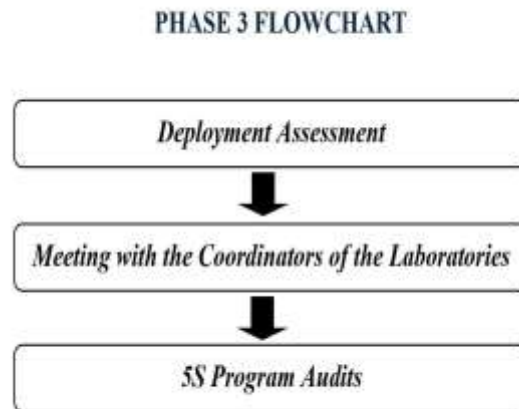 PHASE 3 FLOWCHART
Deployment Assessment
Meeting with the Coordinators of the Laboratories
5S Program Audits